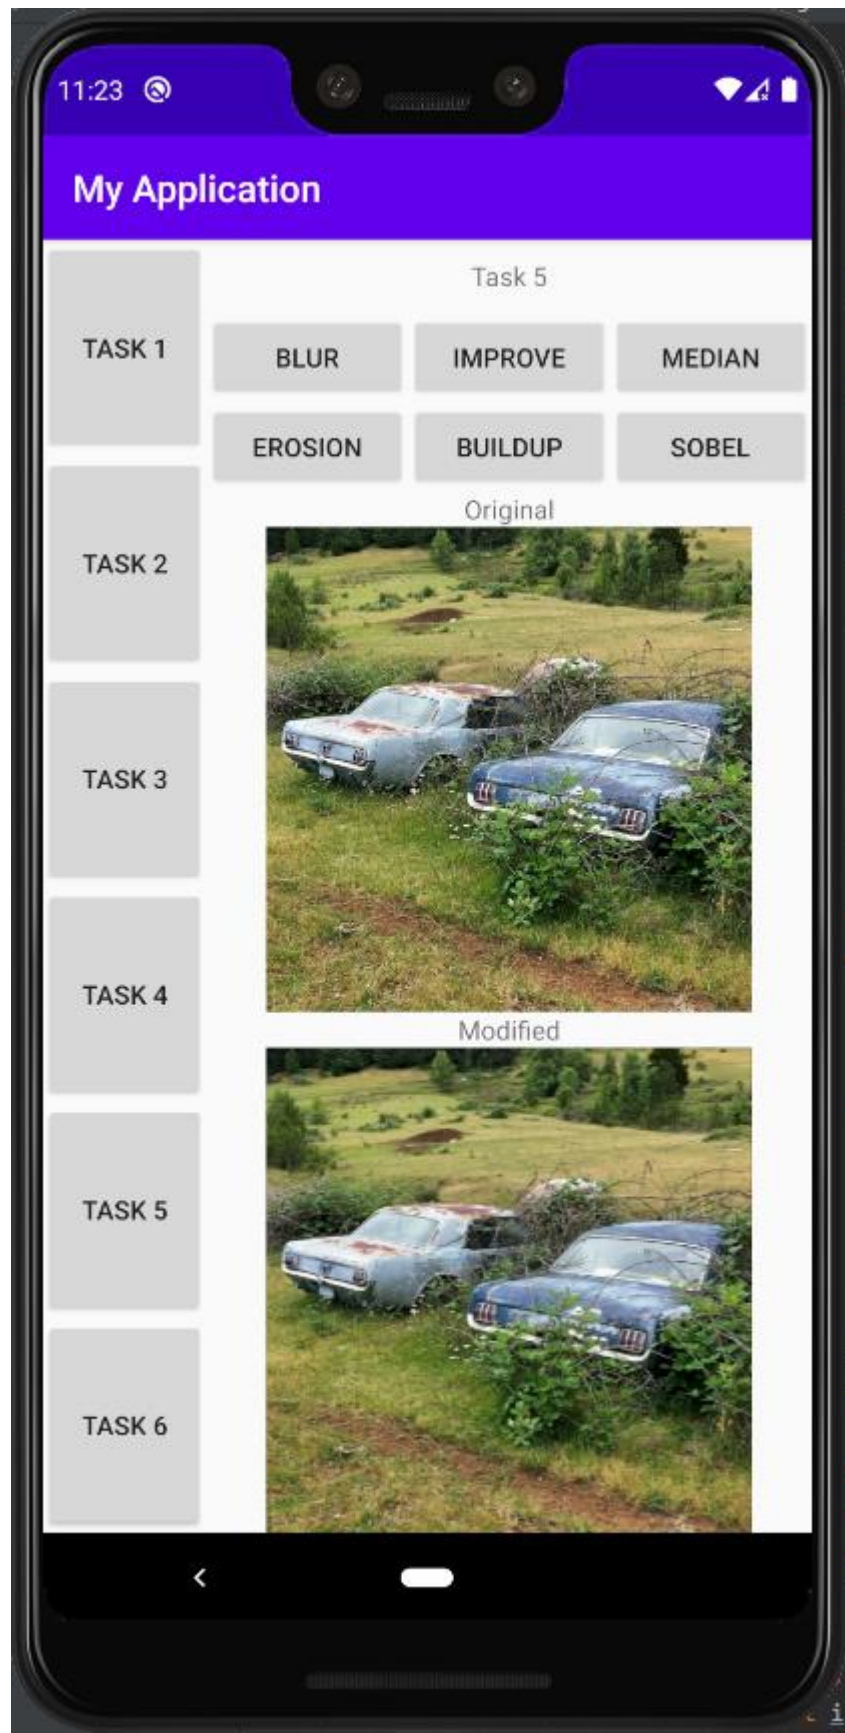 11:23
My Application
TASK 1
TASK 2
TASK 3
TASK 4
TASK 5
TASK 6
Task 5
BLUR IMPROVE MEDIAN
EROSION BUILDUP SOBEL
Original
Modified